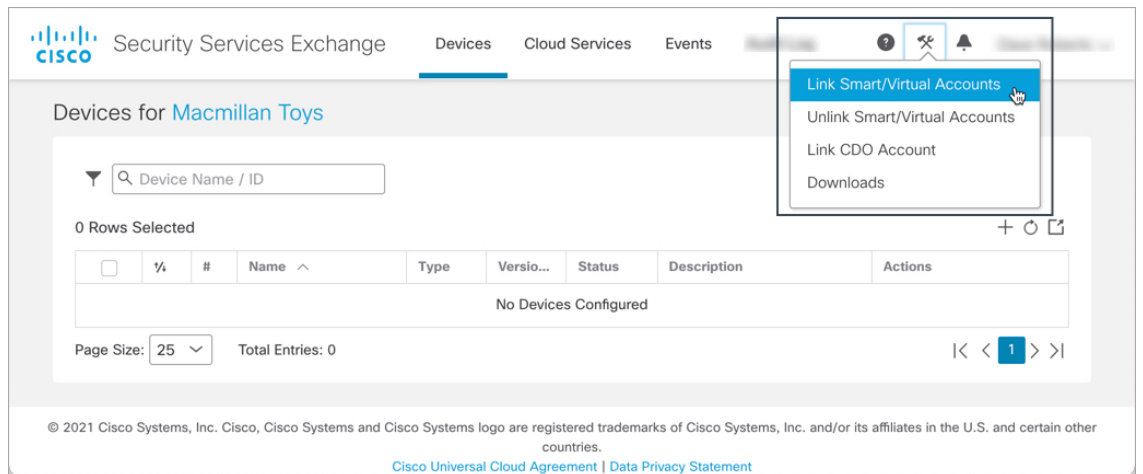 CISCO Security Services Exchange Devices Cloud Services Events
Link Smart/Virtual Accounts
Unlink Smart/Virtual Accounts
Link CDO Account
Downloads
Devices for Macmillan Toys
Device Name / ID
0 Rows Selected
# Name Type Versio... Status Description Actions
No Devices Configured
Page Size: 25 Total Entries: 0 1
© 2021 Cisco Systems, Inc. Cisco, Cisco Systems and Cisco Systems logo are registered trademarks of Cisco Systems, Inc. and/or its affiliates in the U.S. and certain other
countries.
Cisco Universal Cloud Agreement | Data Privacy Statement